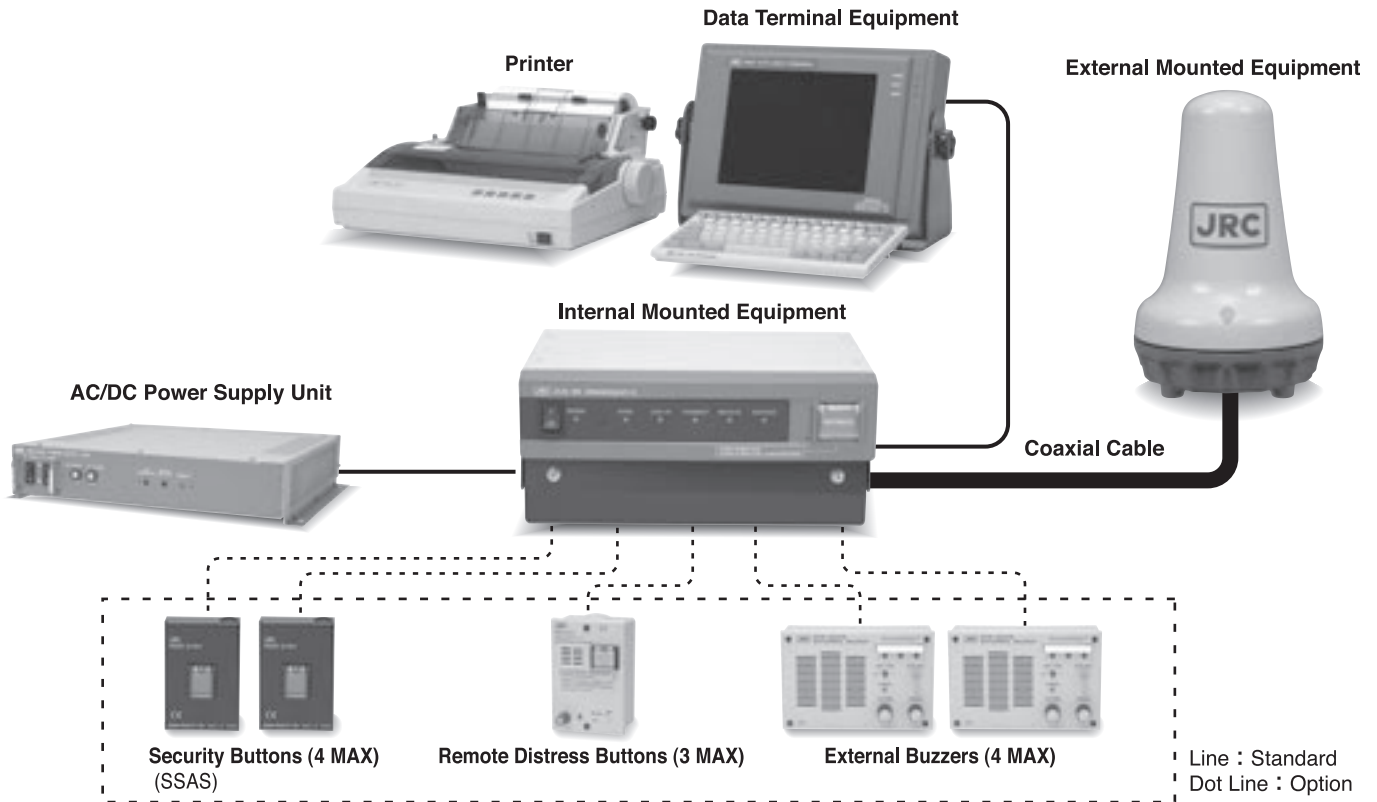 Data Terminal Equipment
Printer
External Mounted Equipment
JRC
Internal Mounted Equipment
AC/DC Power Supply Unit
Coaxial Cable
Security Buttons (4 MAX)
(SSAS)
Remote Distress Buttons (3 MAX)
External Buzzers (4 MAX)
Line : Standard
Dot Line : Option